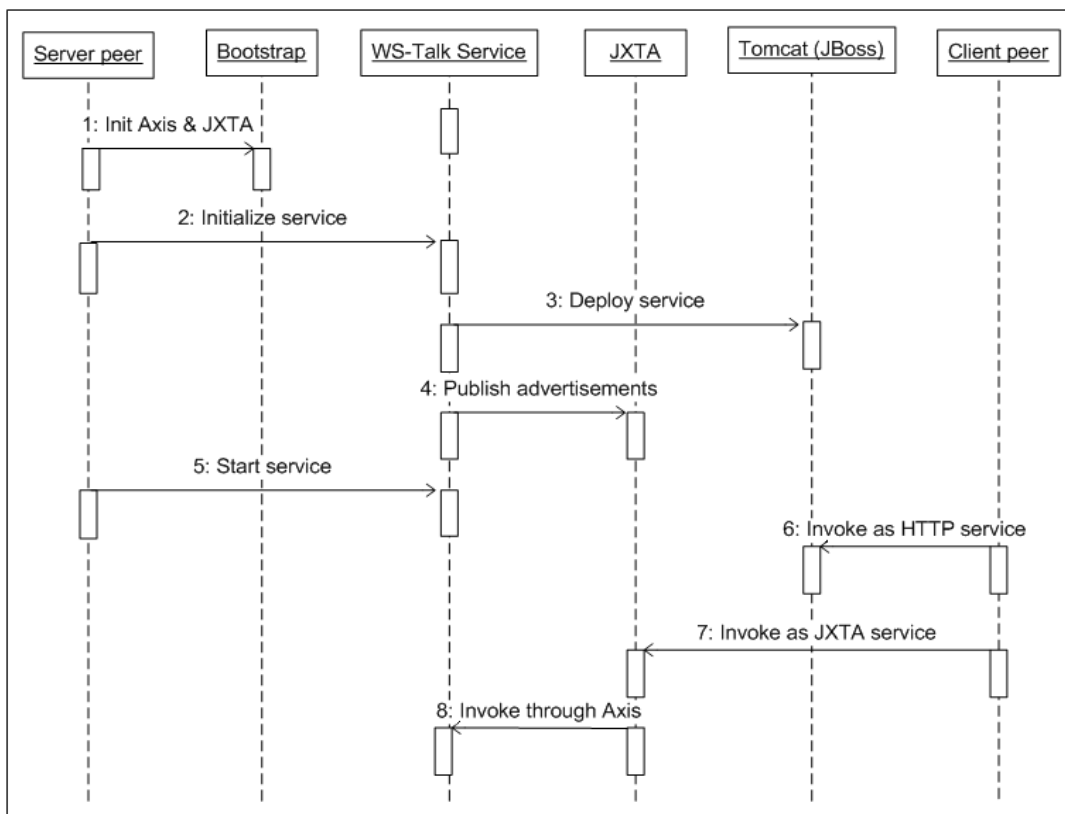 Server peer
Bootstrap
WS-Talk Service
JXTA
Tomcat (JBoss)
Client peer
1: Init Axis & JXTA
2: Initialize service
3: Deploy service
4: Publish advertisements
5: Start service
6: Invoke as HTTP service
7: Invoke as JXTA service
8: Invoke through Axis